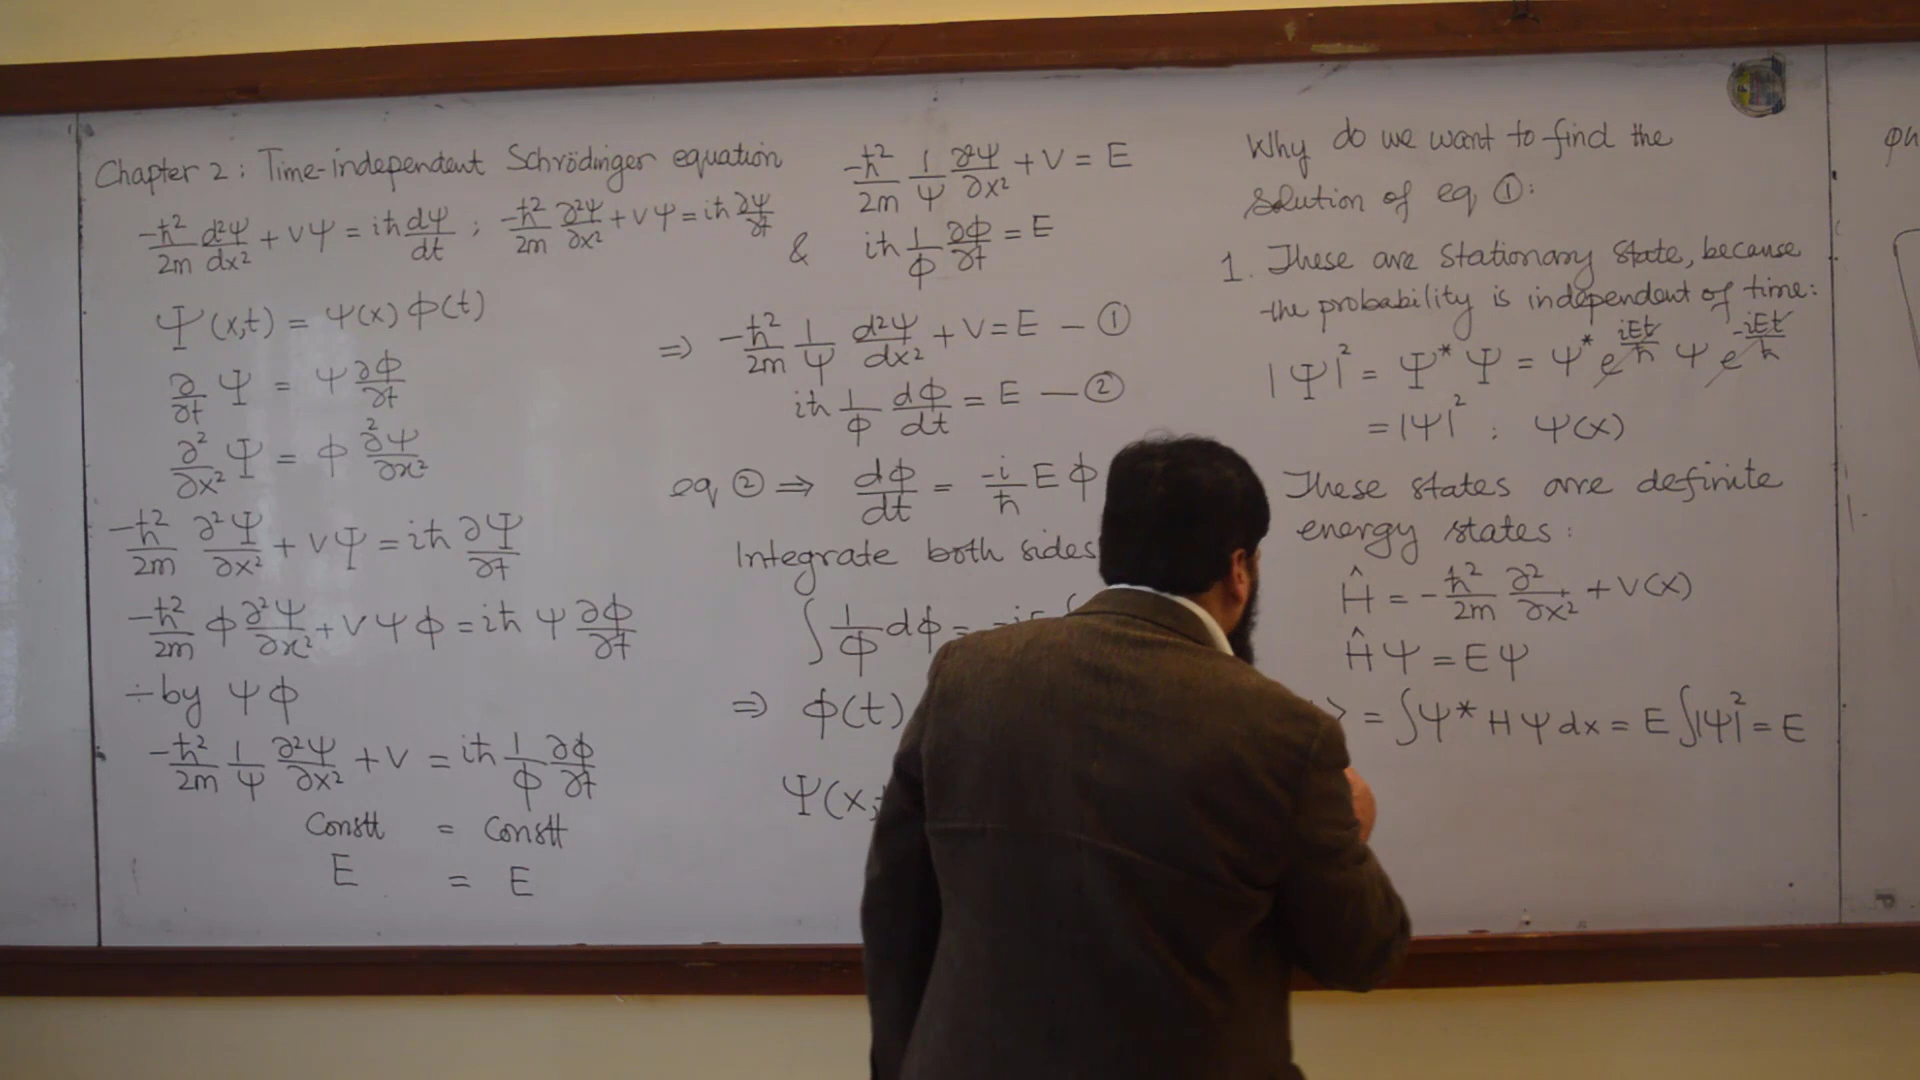 Chapter 2: Time-independent Schrödinger equation
-ħ²/2m d²Ψ/dx² + VΨ = iħ dΨ/dt ; -ħ²/2m ∂²Ψ/∂x² + VΨ = iħ ∂Ψ/∂t
Ψ(x,t) = ψ(x) ϕ(t)
∂/∂t Ψ = ψ ∂ϕ/∂t
∂²/∂x² Ψ = ϕ ∂²ψ/∂x²
-ħ²/2m ∂²Ψ/∂x² + VΨ = iħ ∂Ψ/∂t
-ħ²/2m ϕ ∂²ψ/∂x² + Vψϕ = iħ ψ ∂ϕ/∂t
÷ by ψϕ
-ħ²/2m 1/ψ ∂²ψ/∂x² + V = iħ 1/ϕ ∂ϕ/∂t
Constt = Constt
E = E
-ħ²/2m 1/ψ ∂²ψ/∂x² + V = E
& iħ 1/ϕ ∂ϕ/∂t = E
⇒ -ħ²/2m 1/ψ d²ψ/dx² + V = E — ①
iħ 1/ϕ dϕ/dt = E — ②
eq ② ⇒ dϕ/dt = -i/ħ E ϕ
Integrate both sides
∫ 1/ϕ dϕ =
⇒ ϕ(t)
Ψ(x,
Why do we want to find the
solution of eq ①:
1. These are stationary state, because
the probability is independent of time:
|Ψ|² = Ψ* Ψ = ψ* e^iEt/ħ ψ e^-iEt/ħ
= |ψ|² ; ψ(x)
These states are definite
energy states:
Ĥ = -ħ²/2m ∂²/∂x² + V(x)
Ĥψ = Eψ
> = ∫ψ* H ψ dx = E ∫|ψ|² = E